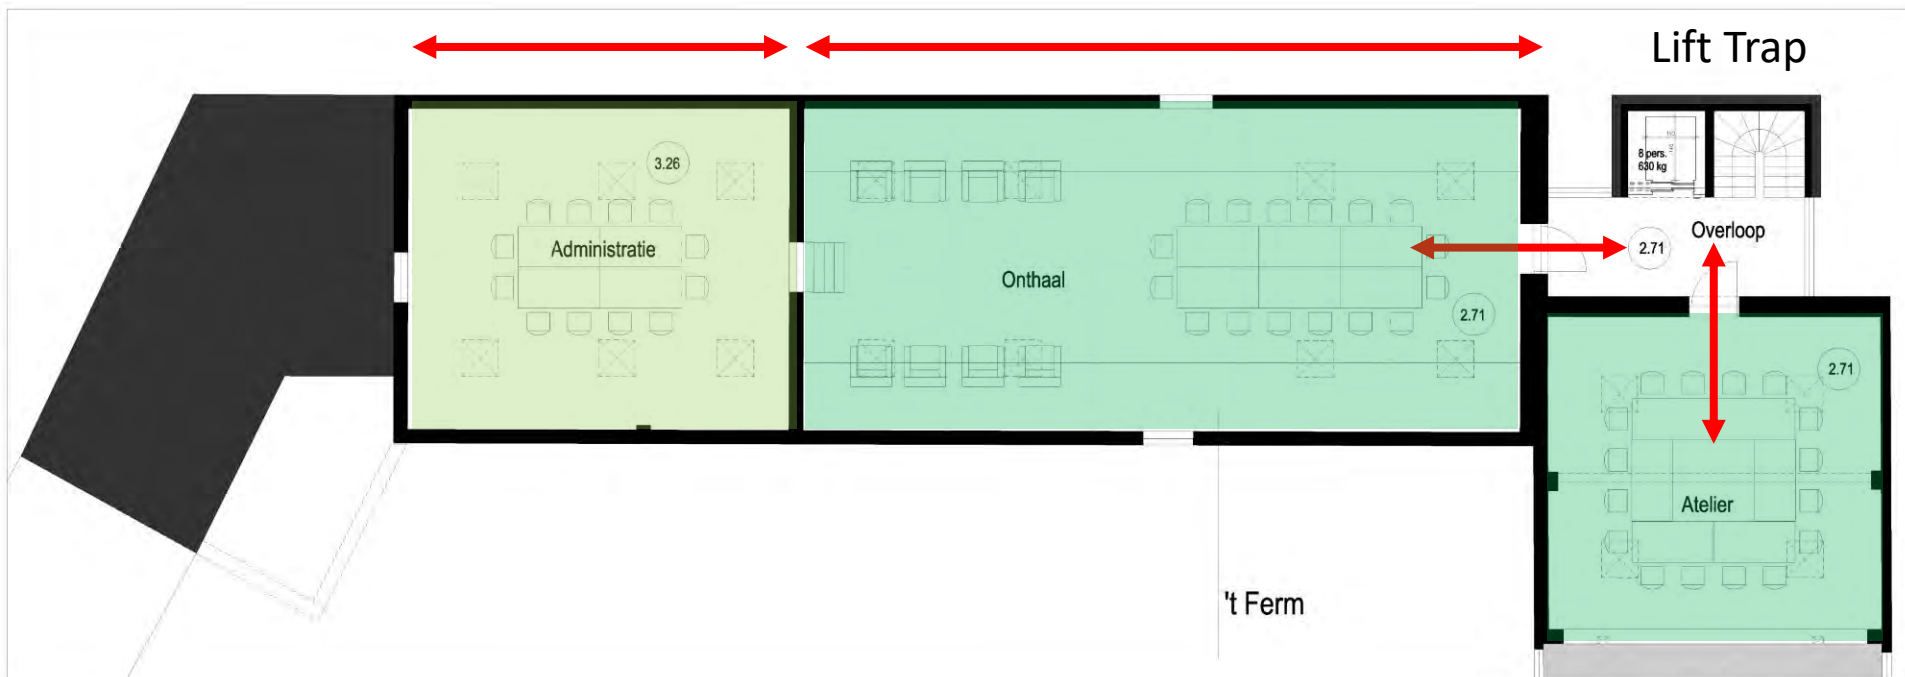 Lift Trap
3.26
8 pers.
630 kg
Administratie
Onthaal
2.71
Overloop
2.71
2.71
Atelier
't Ferm